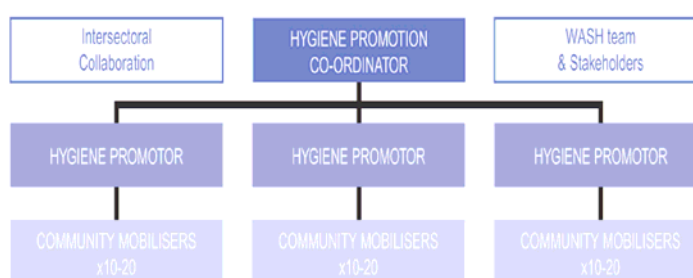 Intersectoral
Collaboration
HYGIENE PROMOTION
CO-ORDINATOR
WASH team
& Stakeholders
HYGIENE PROMOTOR
HYGIENE PROMOTOR
HYGIENE PROMOTOR
COMMUNITY MOBILISERS
x10-20
COMMUNITY MOBILISERS
x10-20
COMMUNITY MOBILISERS
x10-20